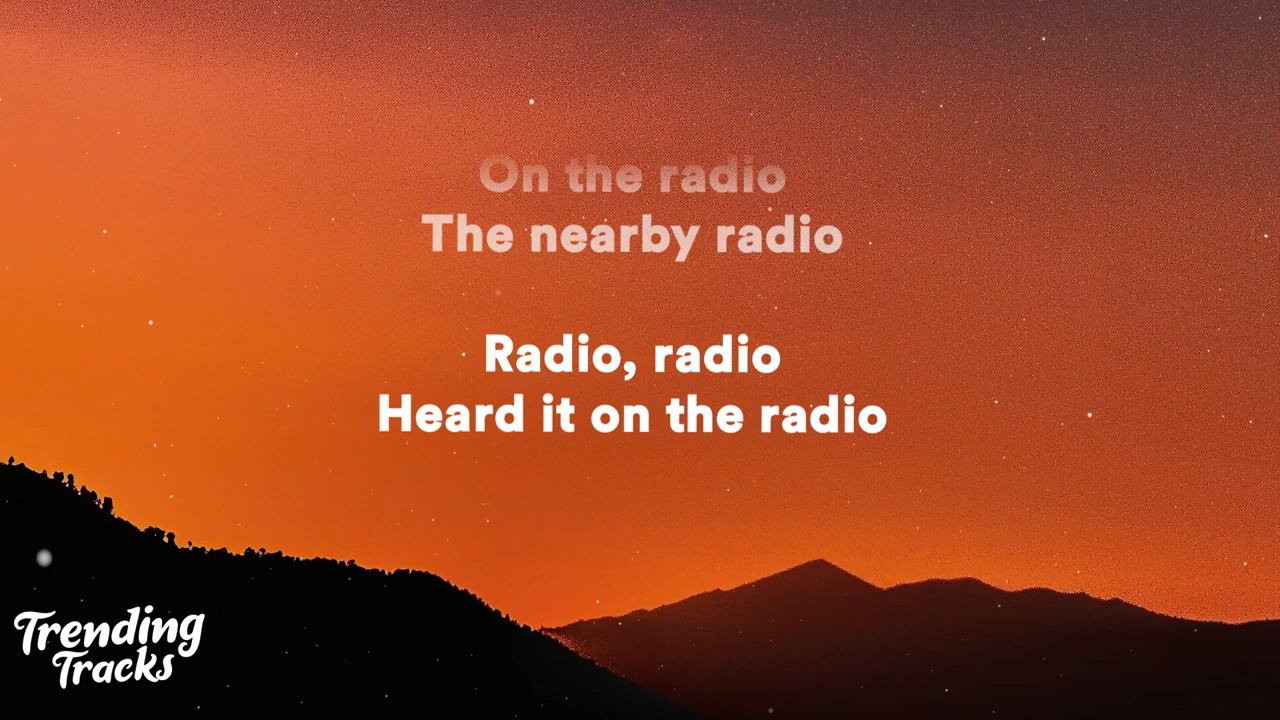 On the radio
The nearby radio
Radio, radio
Heard it on the radio
Trending
Tracks